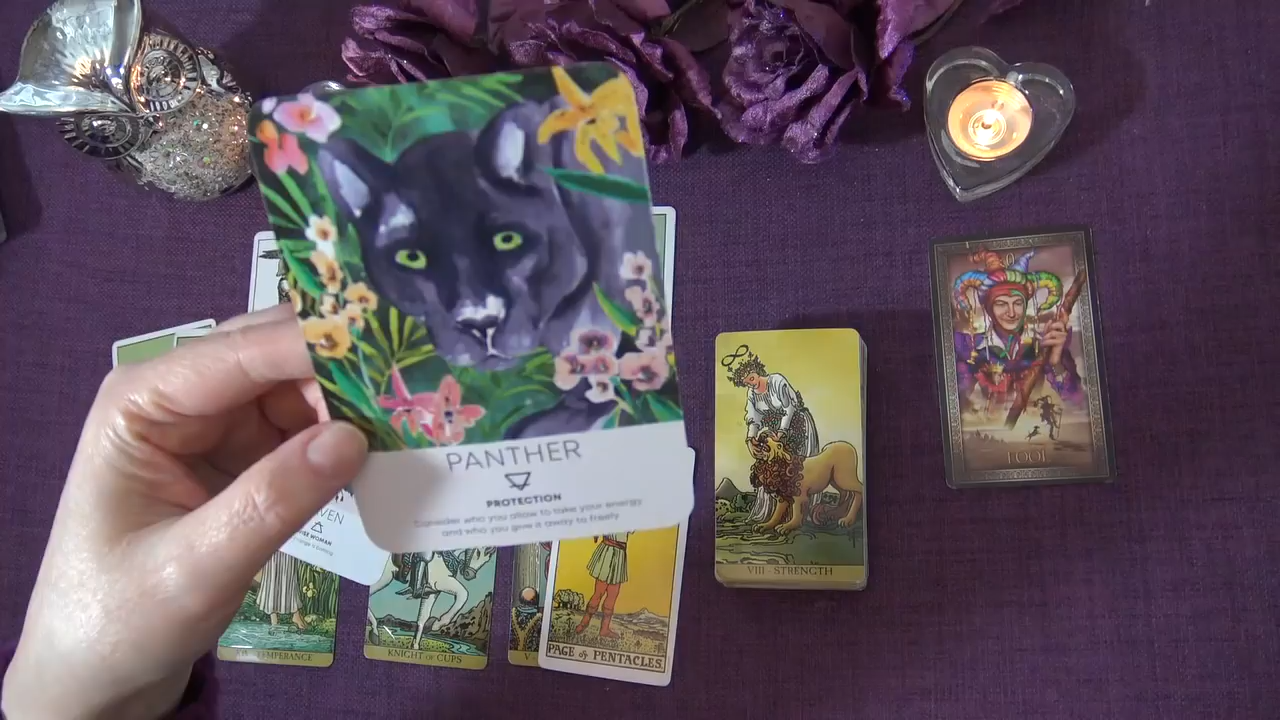 PANTHER
PROTECTION
Consider who you allow to take your energy
and who you give it away to freely
VIII - STRENGTH
0
FOOL
TEMPERANCE
KNIGHT OF CUPS
V
PAGE of PENTACLES.